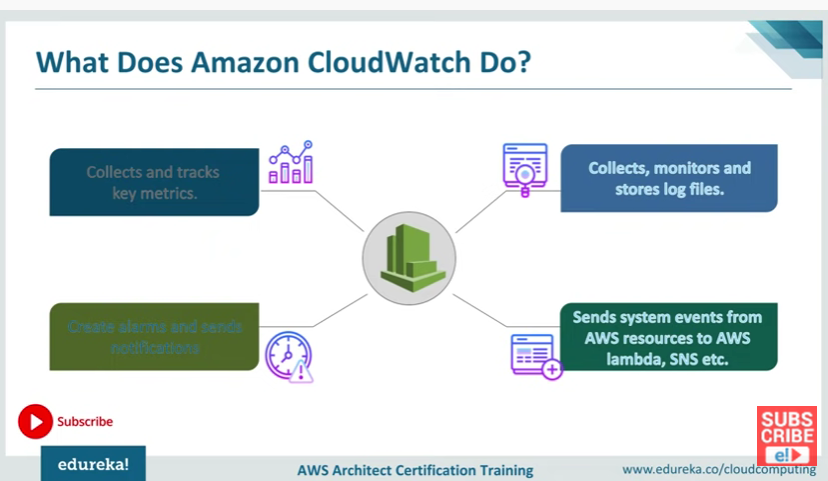 What Does Amazon CloudWatch Do?
Collects and tracks
key metrics.
Collects, monitors and
stores log files.
Create alarms and sends
notifications
Sends system events from
AWS resources to AWS
lambda, SNS etc.
Subscribe
SUBS
CRIBE
e!
edureka!
AWS Architect Certification Training
www.edureka.co/cloudcomputing